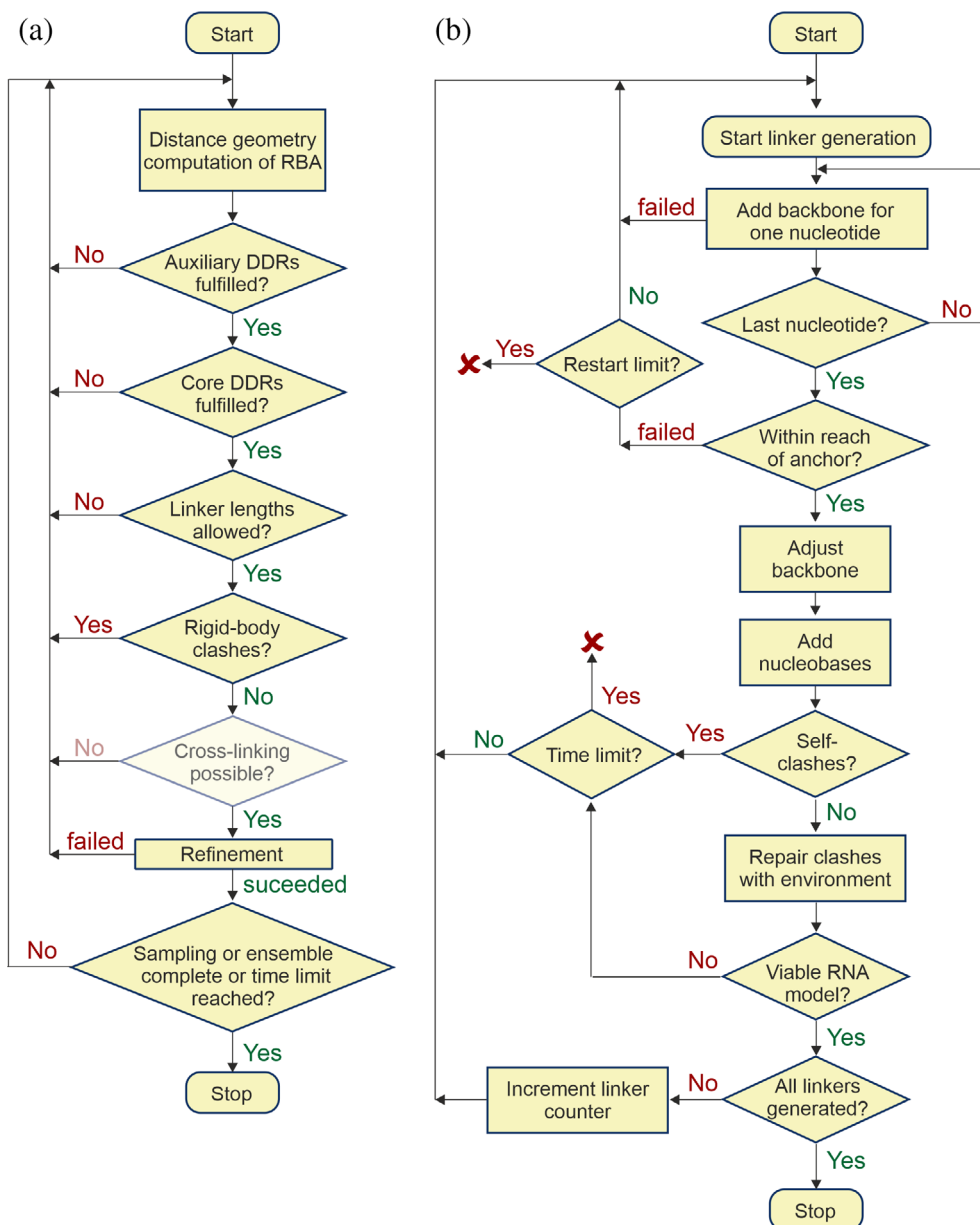 (a)
Start
Distance geometry
computation of RBA
No
Auxiliary DDRs
fulfilled?
Yes
No
Core DDRs
fulfilled?
Yes
No
Linker lengths
allowed?
Yes
Yes
Rigid-body
clashes?
No
No
Cross-linking
possible?
Yes
failed
Refinement
suceeded
No
Sampling or ensemble
complete or time limit
reached?
Yes
Stop
(b)
Start
Start linker generation
failed
Add backbone for
one nucleotide
No
Last nucleotide?
No
Yes
Restart limit?
Yes
failed
Within reach
of anchor?
Yes
Adjust
backbone
Add
nucleobases
Yes
No
Time limit?
Yes
Self-
clashes?
No
Repair clashes
with environment
No
Viable RNA
model?
Yes
Increment linker
counter
No
All linkers
generated?
Yes
Stop